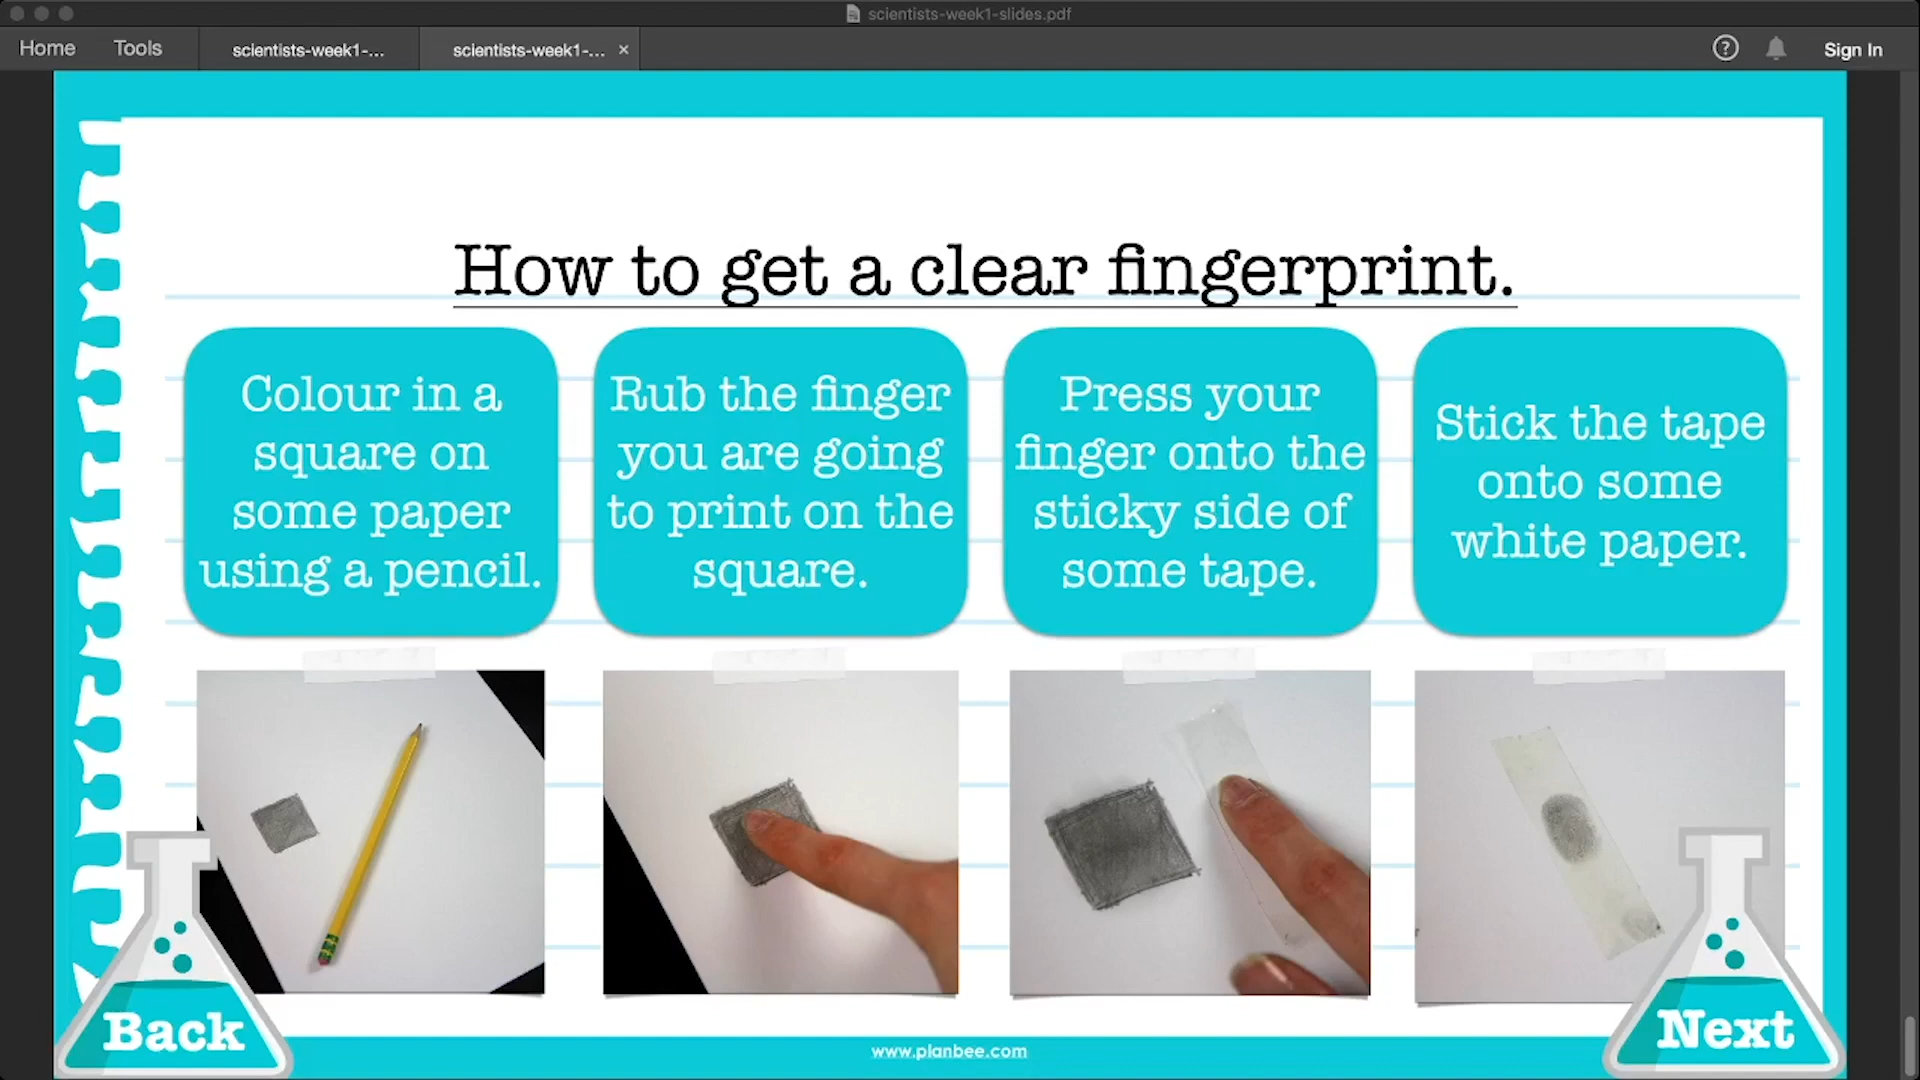 scientists-week1-slides.pdf
Home
Tools
scientists-week1-...
scientists-week1-...
Sign In
How to get a clear fingerprint.
Colour in a
square on
some paper
using a pencil.
Rub the finger
you are going
to print on the
square.
Press your
finger onto the
sticky side of
some tape.
Stick the tape
onto some
white paper.
Back
www.planbee.com
Next